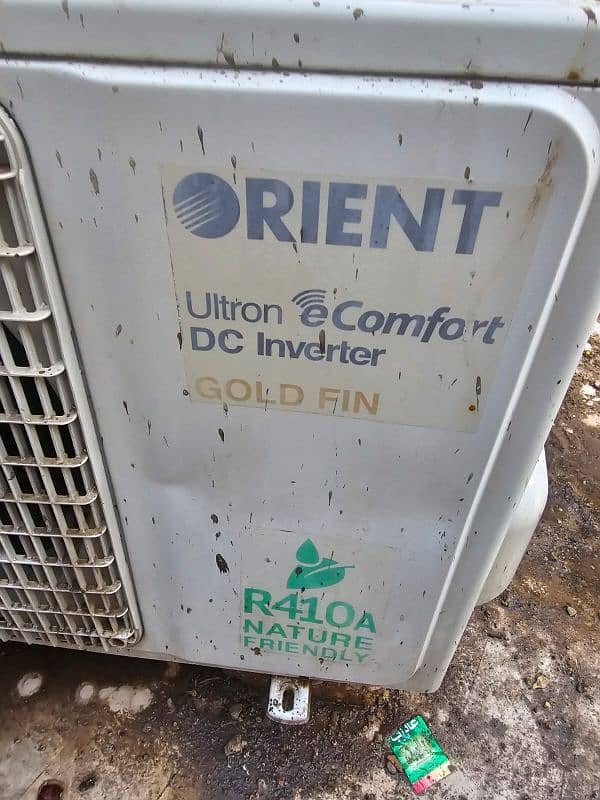 ORIENT
Ultron eComfort
DC Inverter
GOLD FIN
R410A
NATURE
FRIENDLY